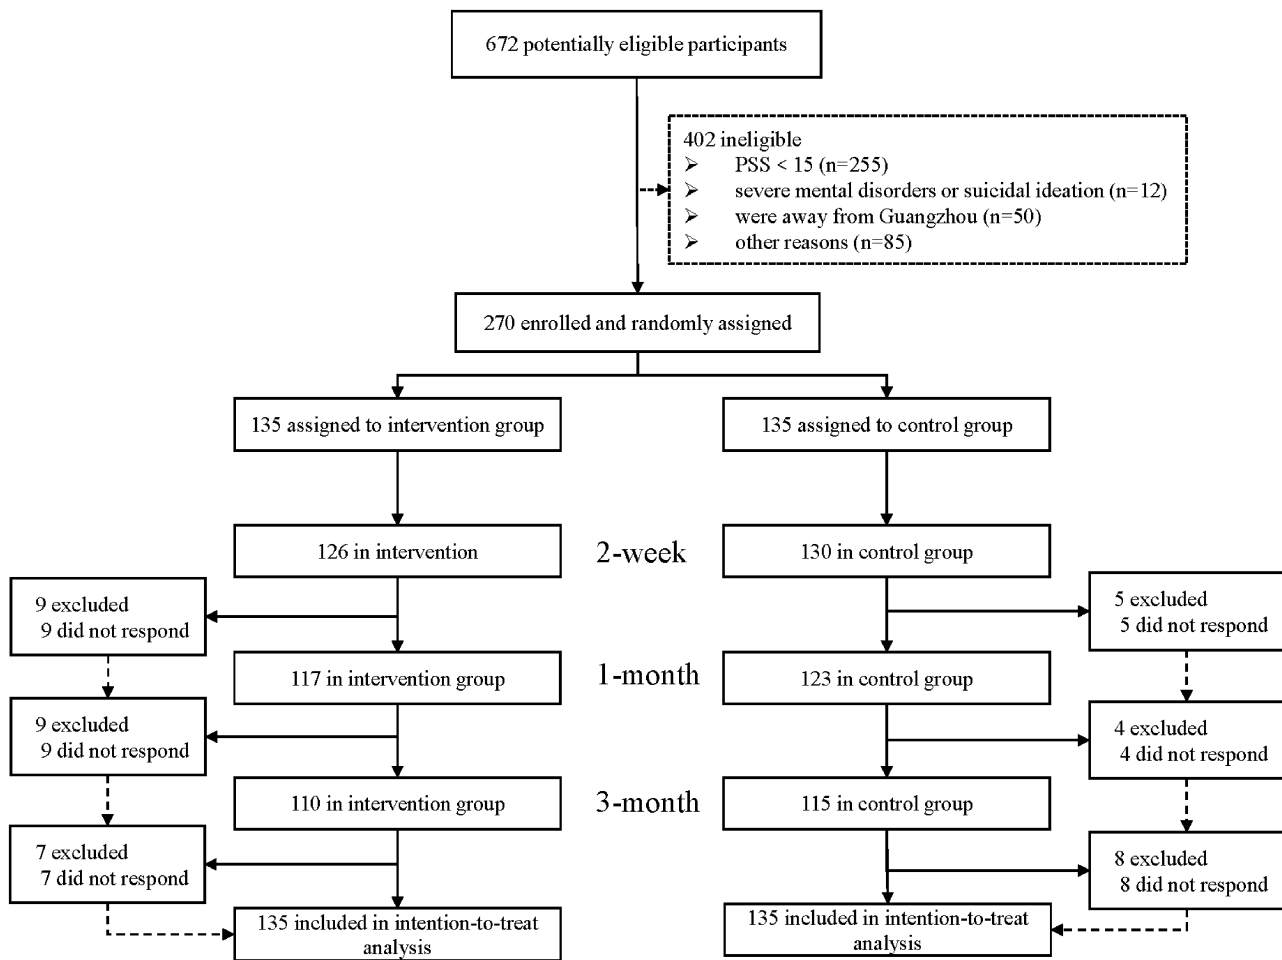 672 potentially eligible participants
402 ineligible
➢ PSS < 15 (n=255)
➢ severe mental disorders or suicidal ideation (n=12)
➢ were away from Guangzhou (n=50)
➢ other reasons (n=85)
270 enrolled and randomly assigned
135 assigned to intervention group
135 assigned to control group
126 in intervention
2-week
130 in control group
9 excluded
9 did not respond
5 excluded
5 did not respond
117 in intervention group
1-month
123 in control group
9 excluded
9 did not respond
4 excluded
4 did not respond
110 in intervention group
3-month
115 in control group
7 excluded
7 did not respond
8 excluded
8 did not respond
135 included in intention-to-treat
analysis
135 included in intention-to-treat
analysis